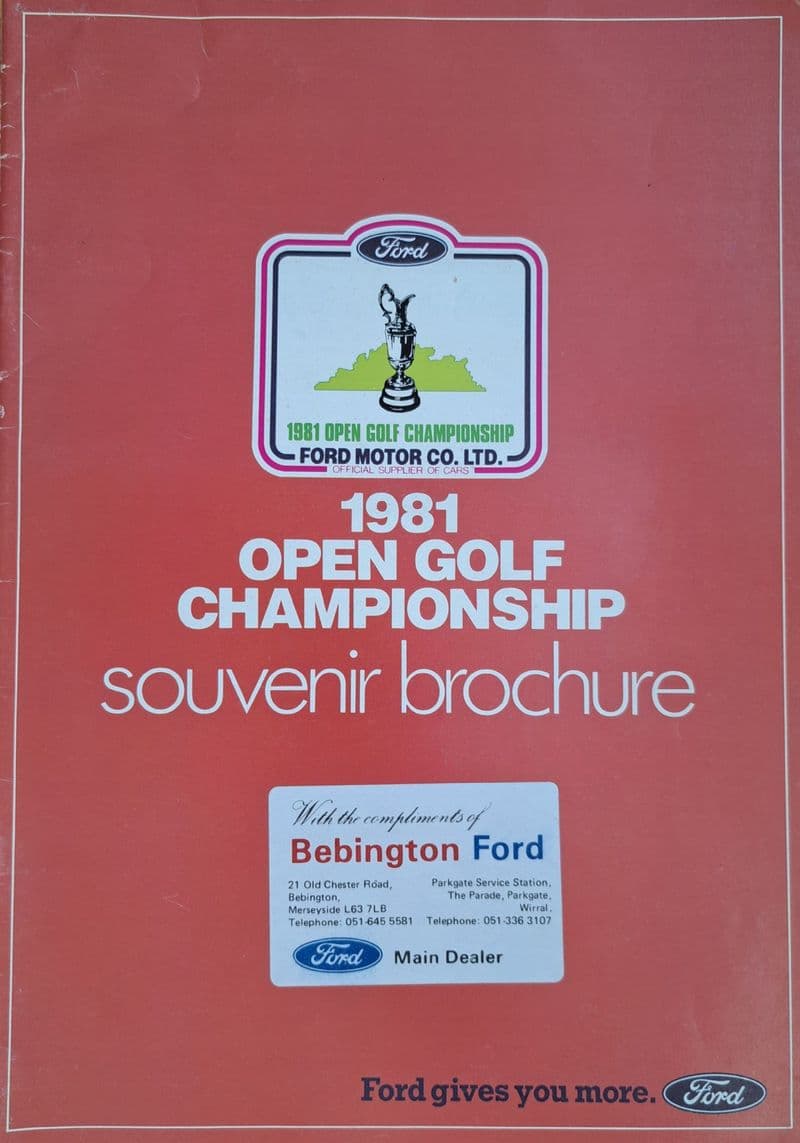 Ford
1981 OPEN GOLF CHAMPIONSHIP
FORD MOTOR CO. LTD.
OFFICIAL SUPPLIER OF CARS
1981
OPEN GOLF
CHAMPIONSHIP
souvenir brochure
With the compliments of
Bebington Ford
21 Old Chester Road,
Bebington,
Merseyside L63 7LB
Telephone: 051-645 5581
Parkgate Service Station,
The Parade, Parkgate,
Wirral,
Telephone: 051-336 3107
Ford Main Dealer
Ford gives you more. Ford